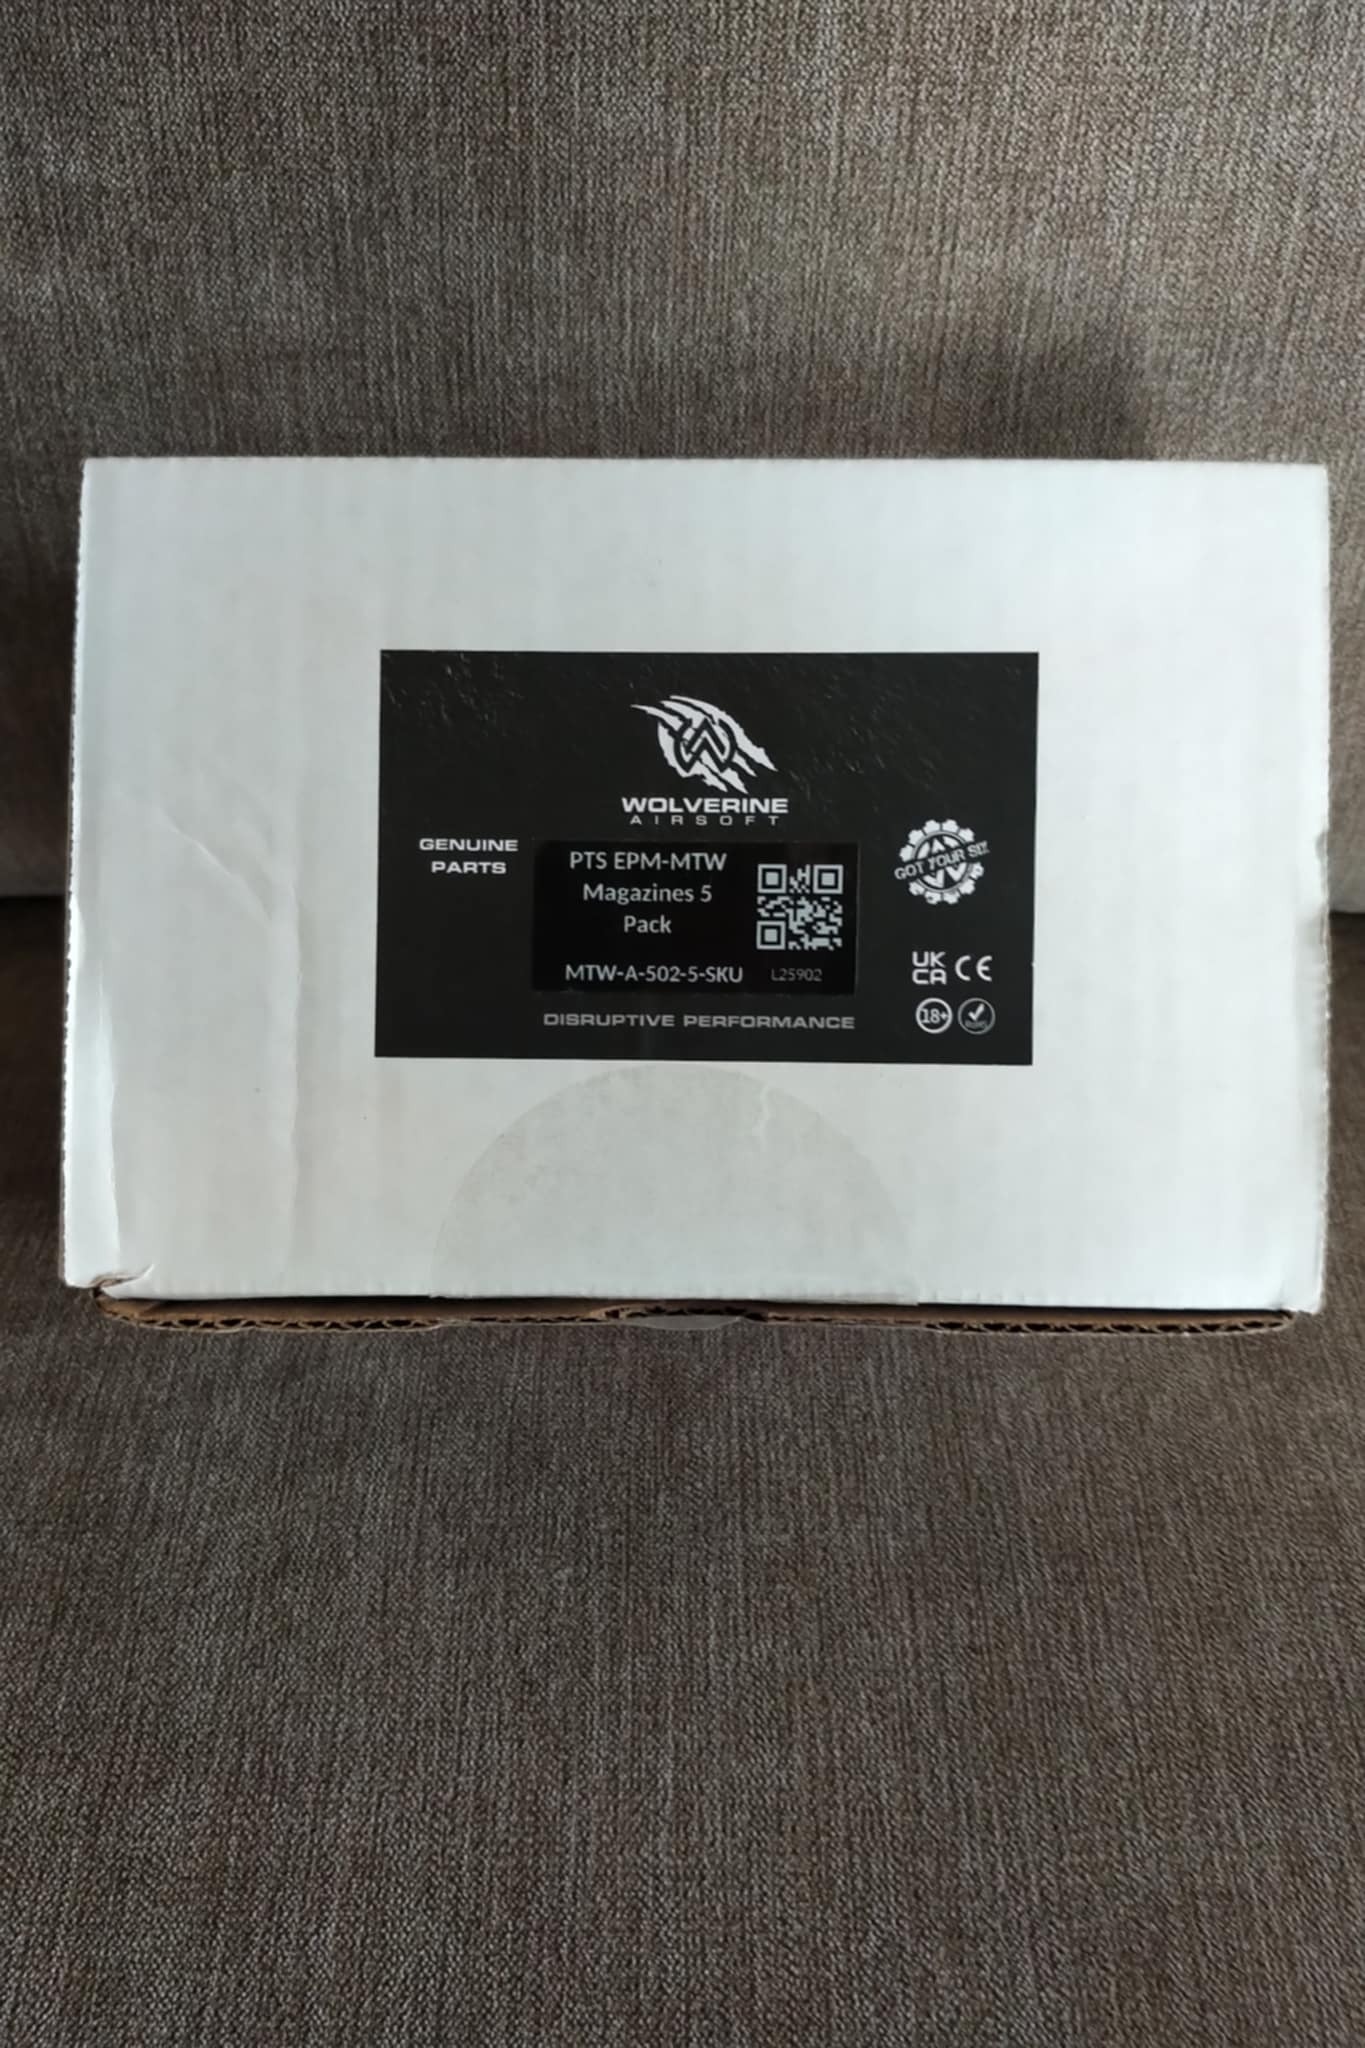 WOLVERINE
AIRSOFT
GENUINE
PARTS
PTS EPM-MTW
Magazines 5
Pack
MTW-A-502-5-SKU
L25902
GOT YOUR SIX
UK
CA
CE
18+
RoHS
DISRUPTIVE PERFORMANCE